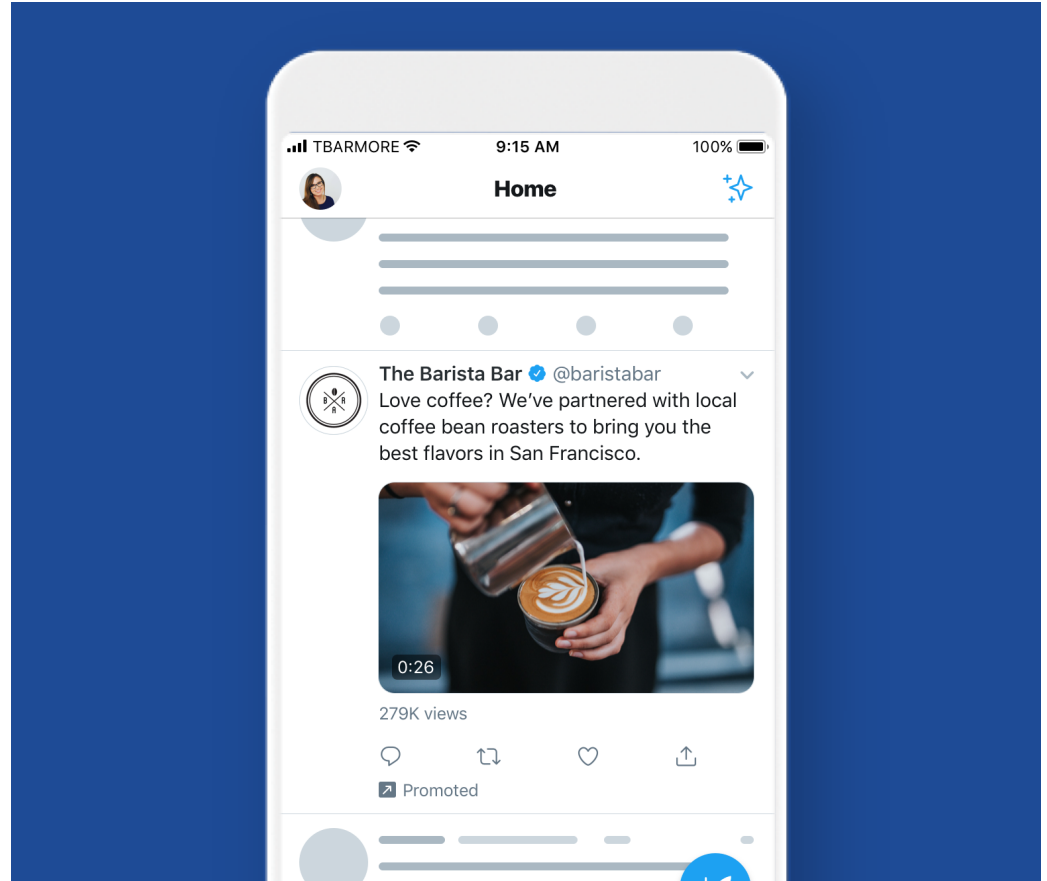 TBARMORE 9:15 AM 100%
Home
The Barista Bar @baristabar
Love coffee? We’ve partnered with local
coffee bean roasters to bring you the
best flavors in San Francisco.
B A R
A
0:26
279K views
Promoted